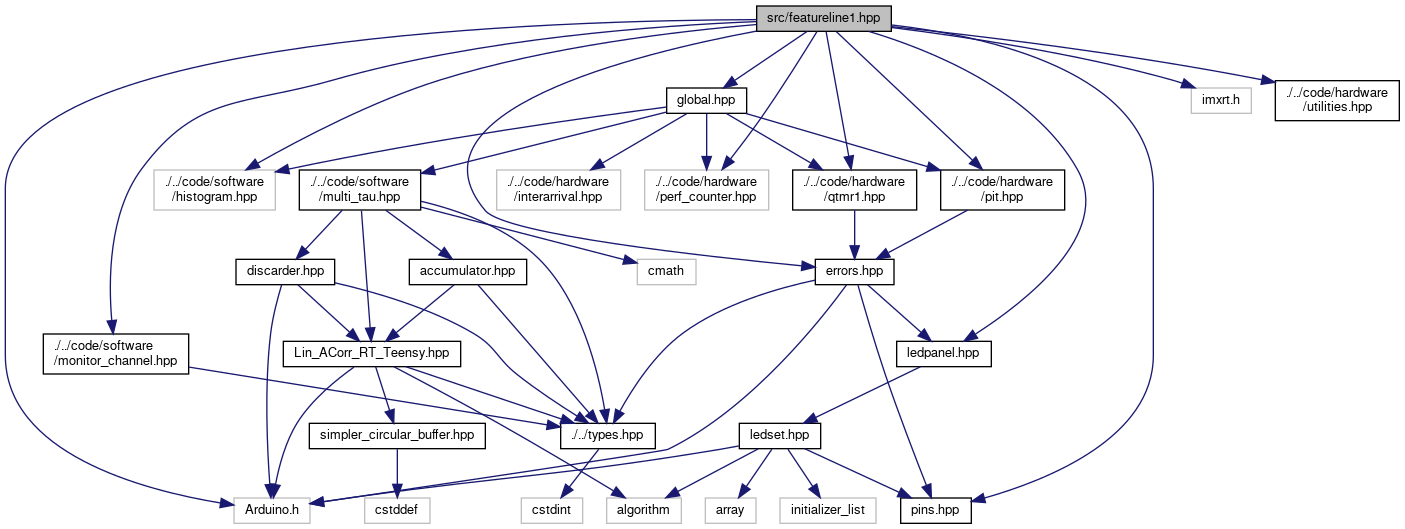 src/featureline1.hpp
global.hpp
imxrt.h
./../code/hardware
/utilities.hpp
./../code/software
/histogram.hpp
./../code/software
/multi_tau.hpp
./../code/hardware
/interarrival.hpp
./../code/hardware
/perf_counter.hpp
./../code/hardware
/qtmr1.hpp
./../code/hardware
/pit.hpp
discarder.hpp
accumulator.hpp
cmath
errors.hpp
./../code/software
/monitor_channel.hpp
Lin_ACorr_RT_Teensy.hpp
ledpanel.hpp
simpler_circular_buffer.hpp
./../types.hpp
ledset.hpp
Arduino.h
cstddef
cstdint
algorithm
array
initializer_list
pins.hpp